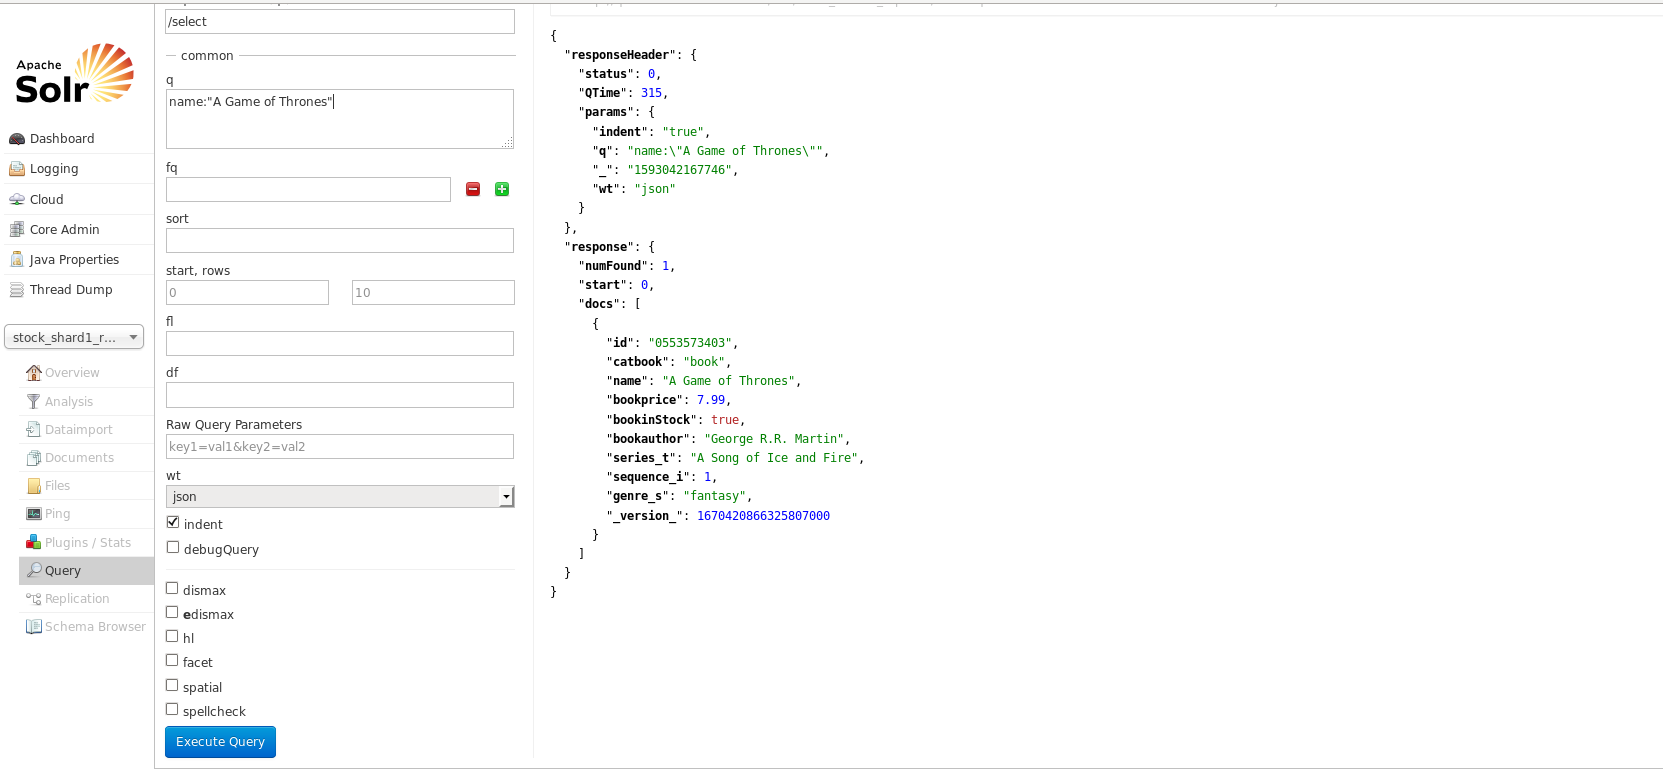 Apache
Solr
Dashboard
Logging
Cloud
Core Admin
Java Properties
Thread Dump
stock_shard1_r...
Overview
Analysis
Dataimport
Documents
Files
Ping
Plugins / Stats
Query
Replication
Schema Browser
/select
common
q
name:"A Game of Thrones"
fq
sort
start, rows
0 10
fl
df
Raw Query Parameters
key1=val1&key2=val2
wt
json
indent
debugQuery
dismax
edismax
hl
facet
spatial
spellcheck
Execute Query
{
"responseHeader": {
"status": 0,
"QTime": 315,
"params": {
"indent": "true",
"q": "name:\"A Game of Thrones\"",
"_": "1593042167746",
"wt": "json"
}
},
"response": {
"numFound": 1,
"start": 0,
"docs": [
{
"id": "0553573403",
"catbook": "book",
"name": "A Game of Thrones",
"bookprice": 7.99,
"bookinStock": true,
"bookauthor": "George R.R. Martin",
"series_t": "A Song of Ice and Fire",
"sequence_i": 1,
"genre_s": "fantasy",
"_version_": 1670420866325807000
}
]
}
}